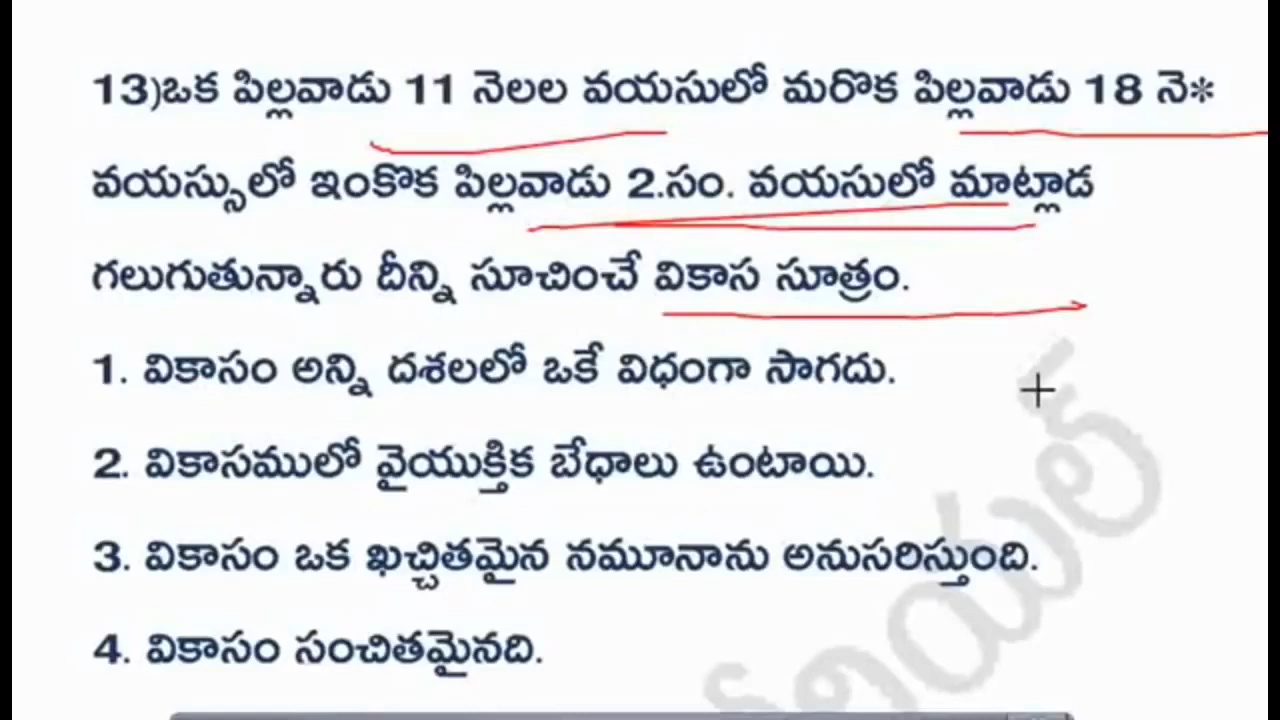 13)ఒక పిల్లవాడు 11 నెలల వయసులో మరొక పిల్లవాడు 18 నె*
వయస్సులో ఇంకొక పిల్లవాడు 2.సం. వయసులో మాట్లాడ
గలుగుతున్నారు దీన్ని సూచించే వికాస సూత్రం.
1. వికాసం అన్ని దశలలో ఒకే విధంగా సాగదు.
2. వికాసములో వైయుక్తిక బేధాలు ఉంటాయి.
3. వికాసం ఒక ఖచ్చితమైన నమూనాను అనుసరిస్తుంది.
4. వికాసం సంచితమైనది.